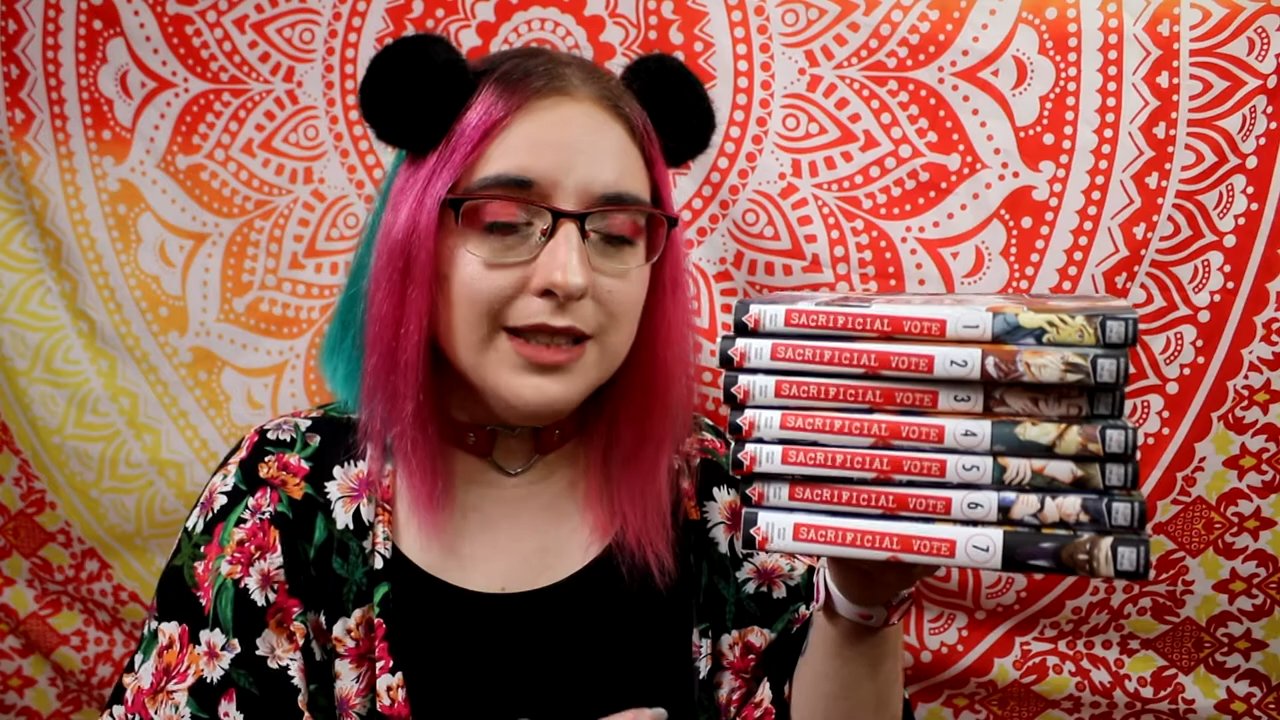 SACRIFICIAL VOTE 1
SACRIFICIAL VOTE 2
SACRIFICIAL VOTE 3
SACRIFICIAL VOTE 4
SACRIFICIAL VOTE 5
SACRIFICIAL VOTE 6
SACRIFICIAL VOTE 7